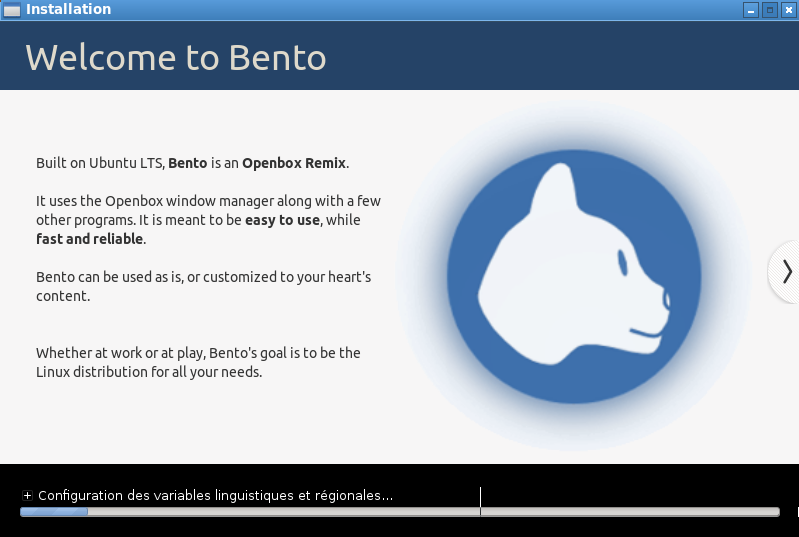 Installation
Welcome to Bento
Built on Ubuntu LTS, Bento is an Openbox Remix.
It uses the Openbox window manager along with a few
other programs. It is meant to be easy to use, while
fast and reliable.
Bento can be used as is, or customized to your heart's
content.
Whether at work or at play, Bento's goal is to be the
Linux distribution for all your needs.
Configuration des variables linguistiques et régionales...